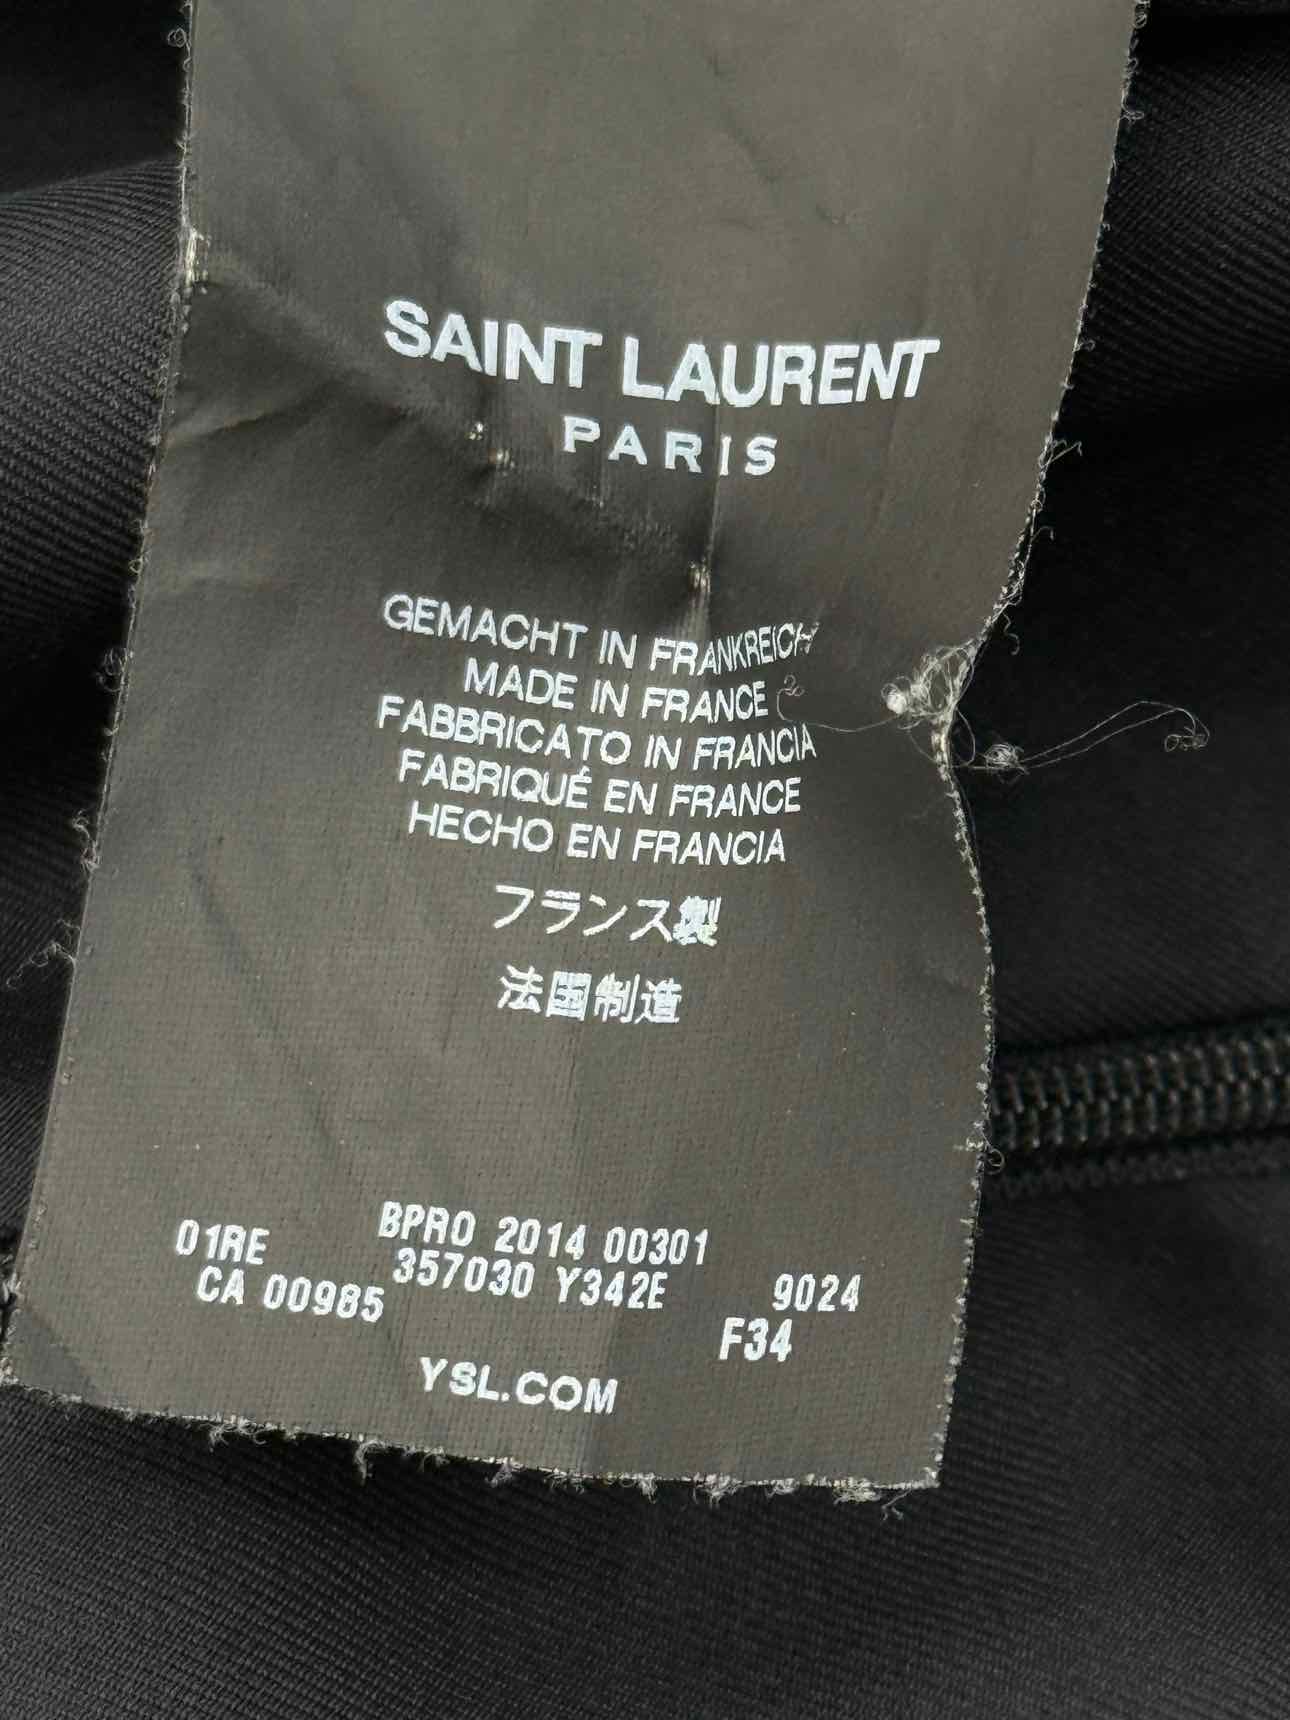 SAINT LAURENT
PARIS
GEMACHT IN FRANKREICH
MADE IN FRANCE
FABBRICATO IN FRANCIA
FABRIQUÉ EN FRANCE
HECHO EN FRANCIA
フランス製
法国制造
01RE BPRO 2014 00301
CA 00985 357030 Y342E 9024
F34
YSL.COM